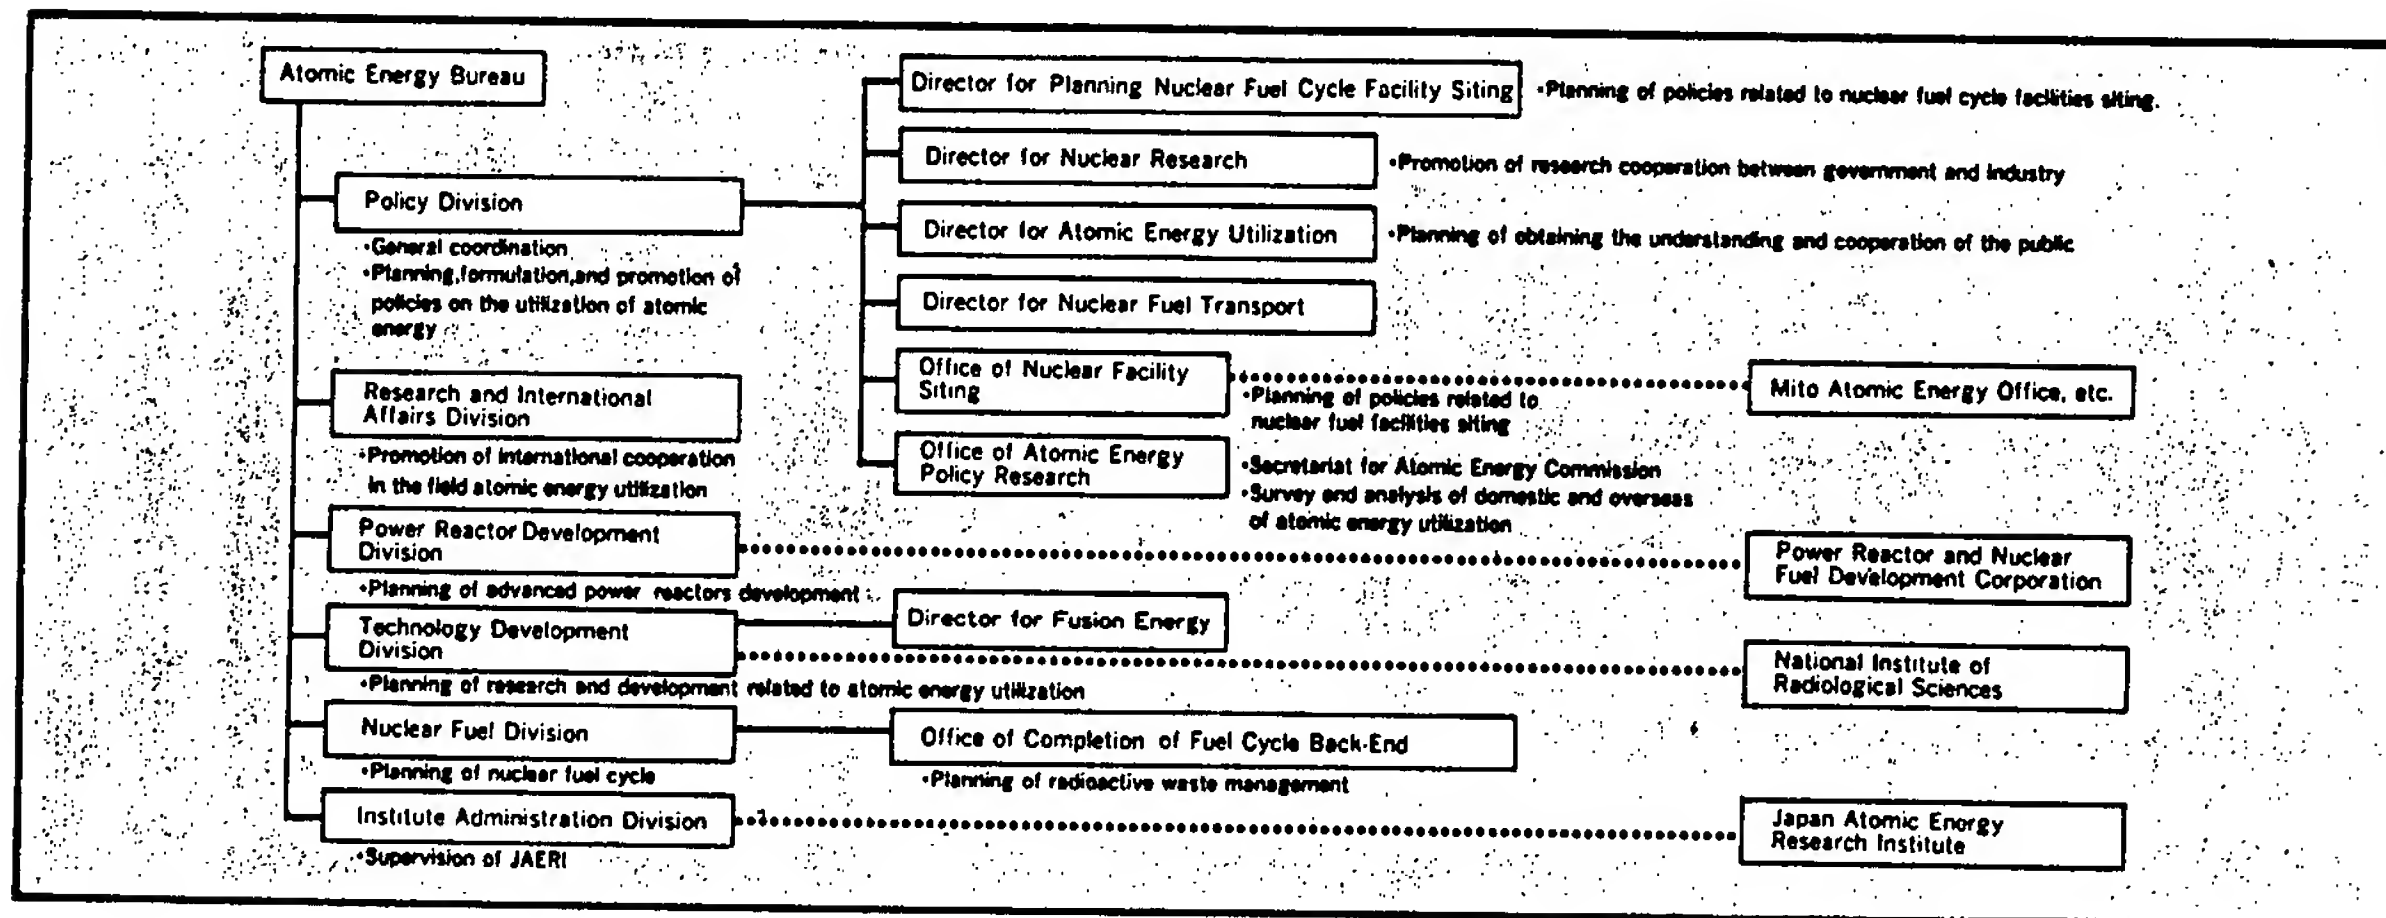 Atomic Energy Bureau
Policy Division
•General coordination
•Planning,formulation,and promotion of
policies on the utilization of atomic
energy
Research and International
Affairs Division
•Promotion of international cooperation
in the field atomic energy utilization
Power Reactor Development
Division
•Planning of advanced power reactors development
Technology Development
Division
•Planning of research and development related to atomic energy utilization
Nuclear Fuel Division
•Planning of nuclear fuel cycle
Institute Administration Division
•Supervision of JAERI
Director for Planning Nuclear Fuel Cycle Facility Siting
•Planning of policies related to nuclear fuel cycle facilities siting.
Director for Nuclear Research
•Promotion of research cooperation between government and industry
Director for Atomic Energy Utilization
•Planning of obtaining the understanding and cooperation of the public
Director for Nuclear Fuel Transport
Office of Nuclear Facility
Siting
•Planning of policies related to
nuclear fuel facilities siting
Office of Atomic Energy
Policy Research
•Secretariat for Atomic Energy Commission
•Survey and analysis of domestic and overseas
of atomic energy utilization
Director for Fusion Energy
Office of Completion of Fuel Cycle Back-End
•Planning of radioactive waste management
Mito Atomic Energy Office, etc.
Power Reactor and Nuclear
Fuel Development Corporation
National Institute of
Radiological Sciences
Japan Atomic Energy
Research Institute